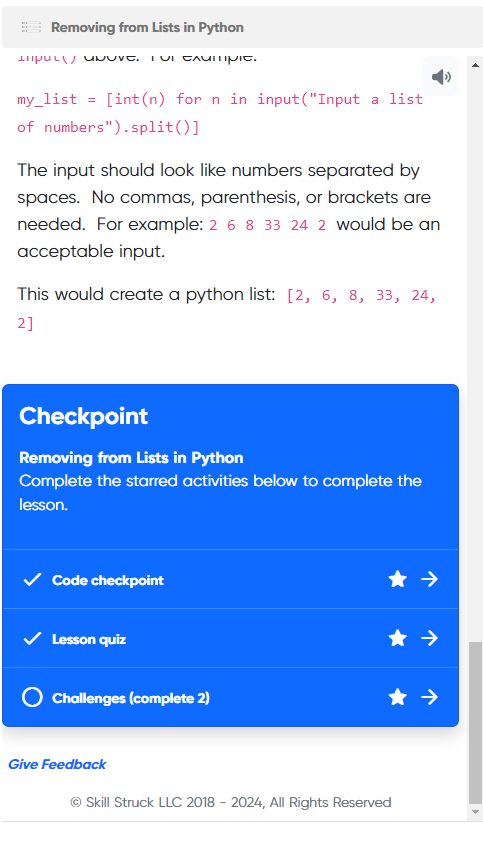 Removing from Lists in Python
input() above. For example:
my_list = [int(n) for n in input("Input a list
of numbers").split()]
The input should look like numbers separated by
spaces. No commas, parenthesis, or brackets are
needed. For example: 2 6 8 33 24 2 would be an
acceptable input.
This would create a python list: [2, 6, 8, 33, 24,
2]
Checkpoint
Removing from Lists in Python
Complete the starred activities below to complete the
lesson.
Code checkpoint
Lesson quiz
Challenges (complete 2)
Give Feedback
© Skill Struck LLC 2018 - 2024, All Rights Reserved